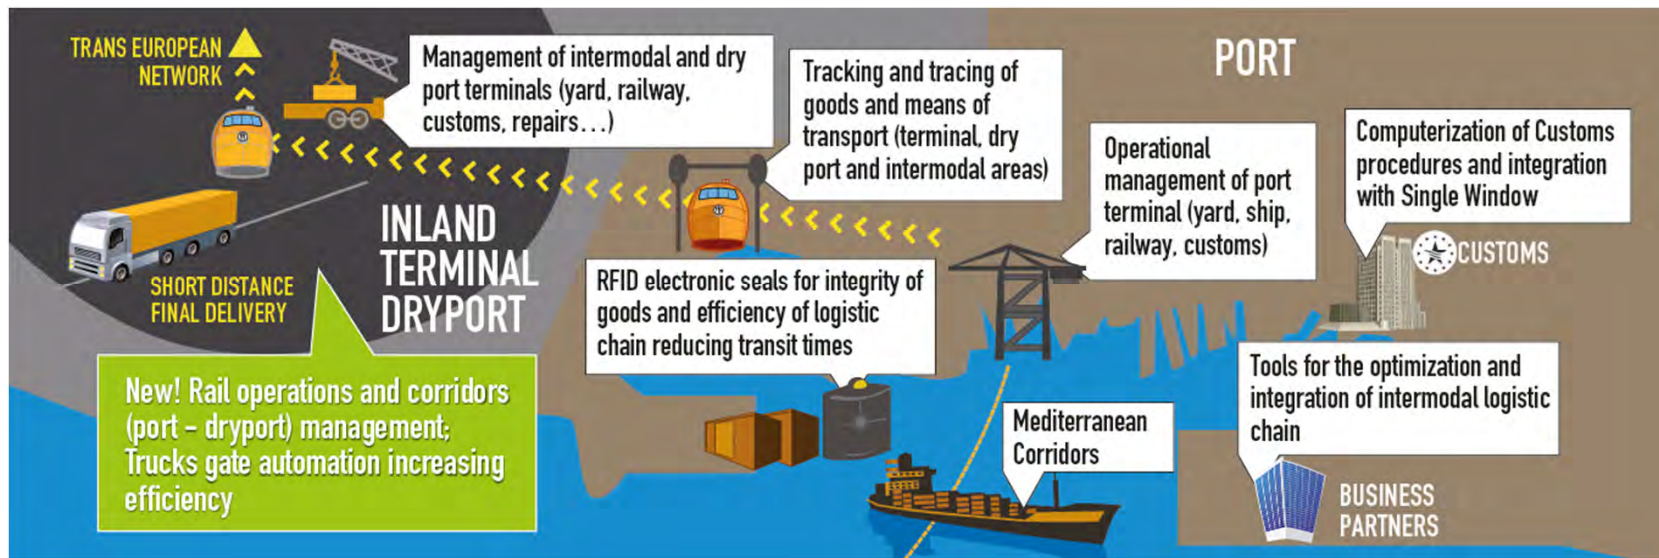 TRANS EUROPEAN
NETWORK
Management of intermodal and dry
port terminals (yard, railway,
customs, repairs…)
Tracking and tracing of
goods and means of
transport (terminal, dry
port and intermodal areas)
PORT
Operational
management of port
terminal (yard, ship,
railway, customs)
Computerization of Customs
procedures and integration
with Single Window
CUSTOMS
INLAND
TERMINAL
DRYPORT
SHORT DISTANCE
FINAL DELIVERY
RFID electronic seals for integrity of
goods and efficiency of logistic
chain reducing transit times
New! Rail operations and corridors
(port – dryport) management;
Trucks gate automation increasing
efficiency
Mediterranean
Corridors
Tools for the optimization and
integration of intermodal logistic
chain
BUSINESS
PARTNERS